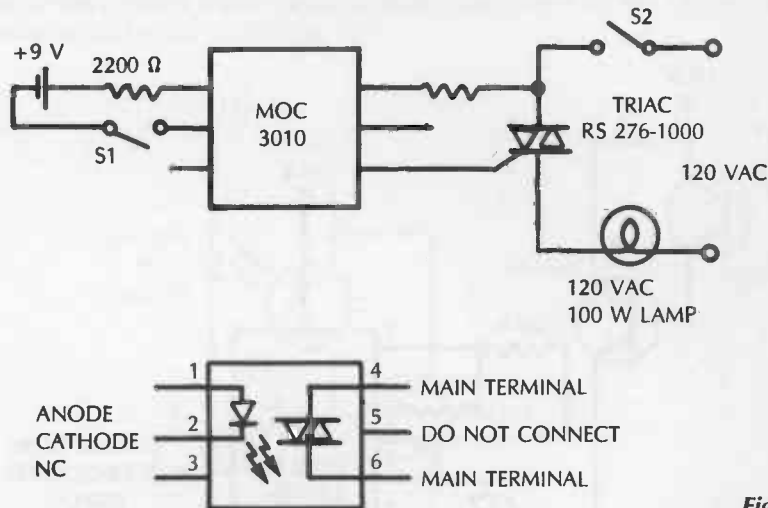 S2
+9 V
2200 Ω
MOC
3010
TRIAC
RS 276-1000
S1
120 VAC
120 VAC
100 W LAMP
1
4
MAIN TERMINAL
ANODE
2
5
DO NOT CONNECT
CATHODE
NC
3
6
MAIN TERMINAL